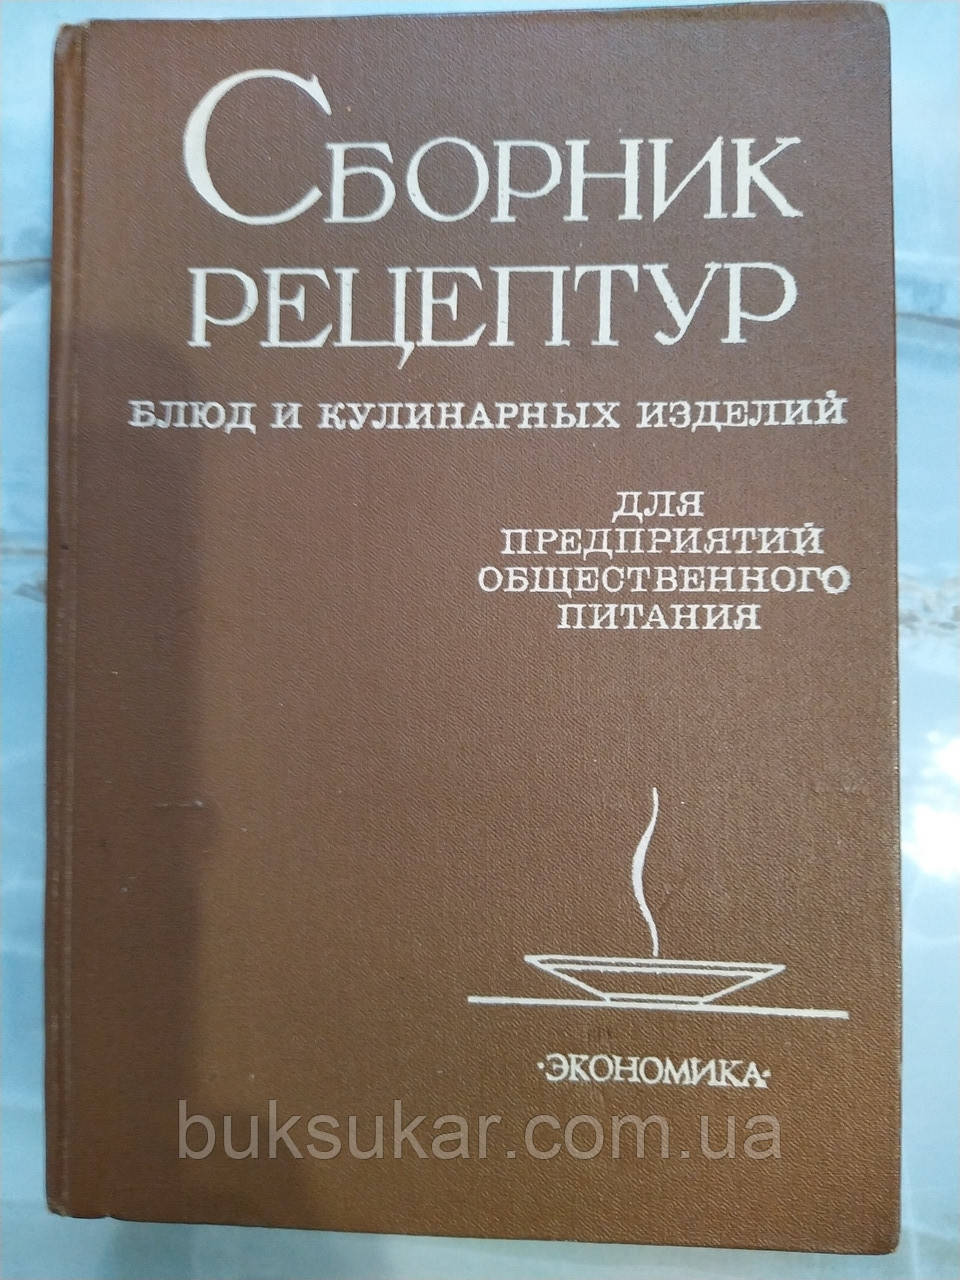 СБОРНИК
РЕЦЕПТУР
БЛЮД И КУЛИНАРНЫХ ИЗДЕЛИЙ
ДЛЯ
ПРЕДПРИЯТИЙ
ОБЩЕСТВЕННОГО
ПИТАНИЯ
·ЭКОНОМИКА·
buksukar.com.ua